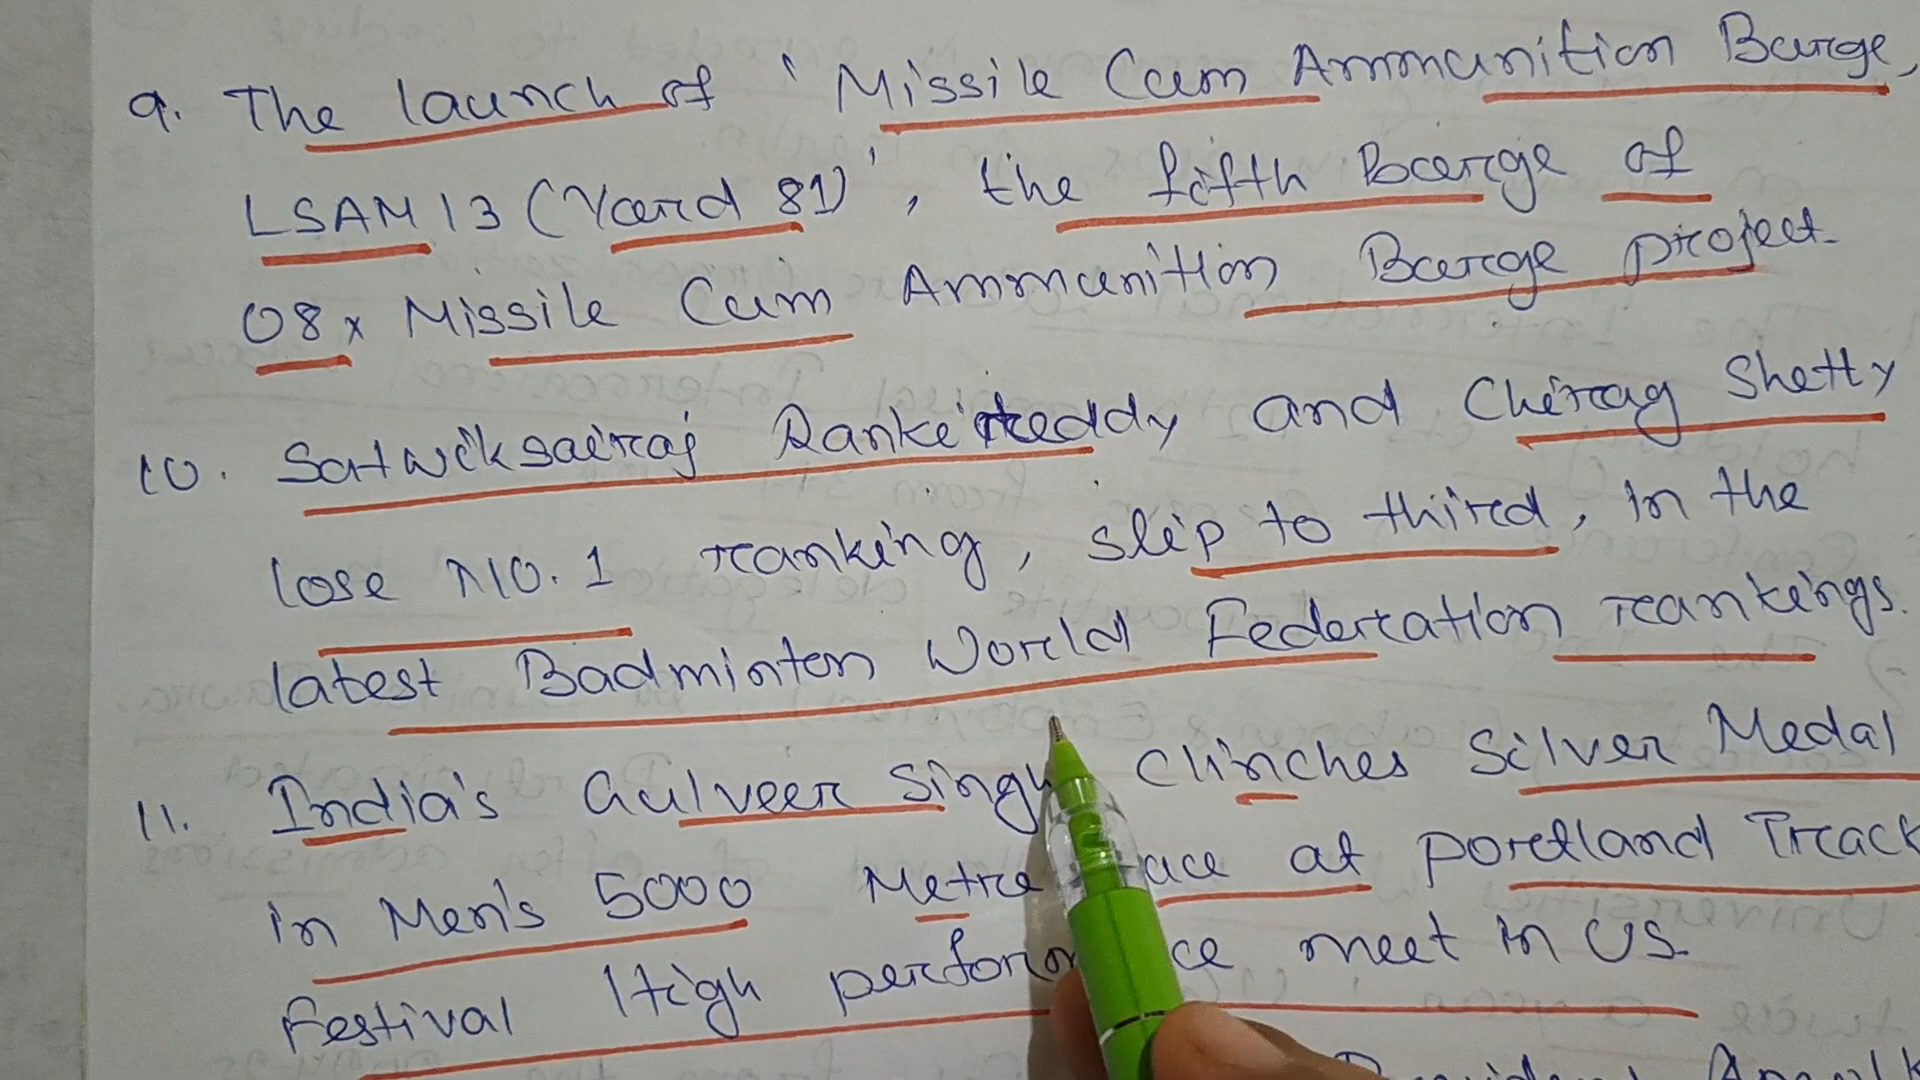 9. The launch of 'Missile Cum Ammunition Barge,
LSAM 13 (Yard 81)', the fifth Barge of
08 x Missile Cum Ammunition Barge project.
10. Satwiksairaj Rankireddy and Chirag Shetty
lose No. 1 ranking, slip to third, in the
latest Badminton World Federation rankings.
11. India's Gulveer Singh Clinches Silver Medal
in Men's 5000 Metre race at Portland Track
Festival High performance meet in US.